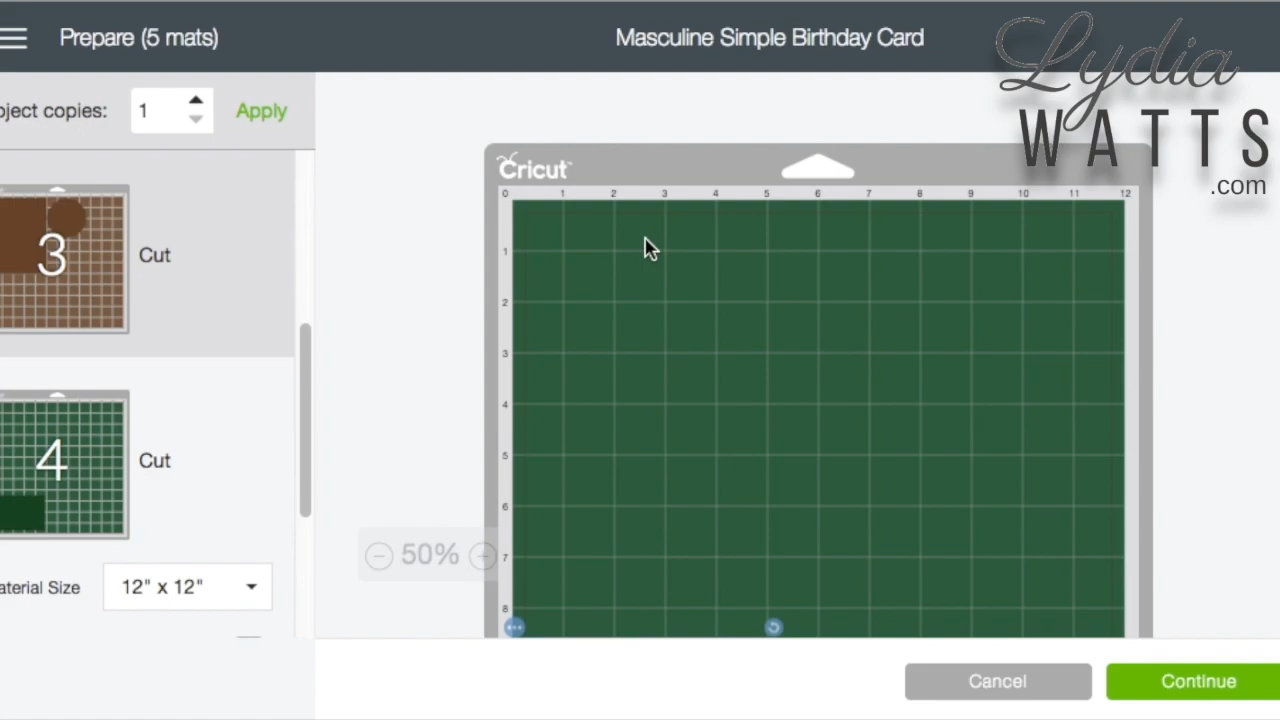 Prepare (5 mats)
Masculine Simple Birthday Card
Lydia
WATTS
.com
oject copies:
1
Apply
3
Cut
4
Cut
aterial Size
12" x 12"
Cricut
0 1 2 3 4 5 6 7 8 9 10 11 12
1
2
3
4
5
6
7
8
50%
Cancel
Continue